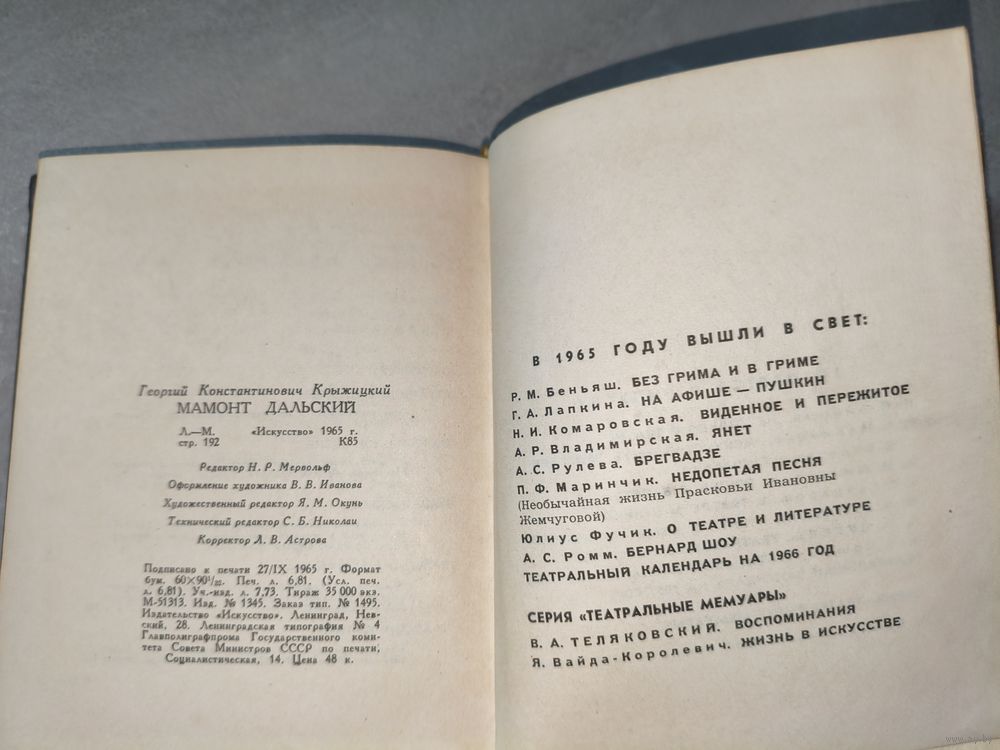 Георгий Константинович Крыжицкий
МАМОНТ ДАЛЬСКИЙ
Л.—М. «Искусство» 1965 г.
стр. 192 К85
Редактор Н. Р. Мервольф
Оформление художника В. В. Иванова
Художественный редактор Я. М. Окунь
Технический редактор С. Б. Николаи
Корректор Л. В. Астрова
Подписано к печати 27/IX 1965 г. Формат
бум. 60×90¹/₃₂. Печ. л. 6,81. (Усл. печ.
л. 6,81). Уч.-изд. л. 7,73. Тираж 35 000 экз.
М-51313. Изд. № 1345. Заказ тип. № 1495.
Издательство «Искусство». Ленинград, Нев-
ский, 28. Ленинградская типография № 4
Главполиграфпрома Государственного коми-
тета Совета Министров СССР по печати,
Социалистическая, 14. Цена 48 к.
В 1965 ГОДУ ВЫШЛИ В СВЕТ:
Р. М. Беньяш. БЕЗ ГРИМА И В ГРИМЕ
Г. А. Лапкина. НА АФИШЕ — ПУШКИН
Н. И. Комаровская. ВИДЕННОЕ И ПЕРЕЖИТОЕ
А. Р. Владимирская. ЯНЕТ
А. С. Рулева. БРЕГВАДЗЕ
П. Ф. Маринчик. НЕДОПЕТАЯ ПЕСНЯ
(Необычайная жизнь Прасковьи Ивановны
Жемчуговой)
Юлиус Фучик. О ТЕАТРЕ И ЛИТЕРАТУРЕ
А. С. Ромм. БЕРНАРД ШОУ
ТЕАТРАЛЬНЫЙ КАЛЕНДАРЬ НА 1966 ГОД
СЕРИЯ «ТЕАТРАЛЬНЫЕ МЕМУАРЫ»
В. А. ТЕЛЯКОВСКИЙ. ВОСПОМИНАНИЯ
Я. Вайда-Королевич. ЖИЗНЬ В ИСКУССТВЕ